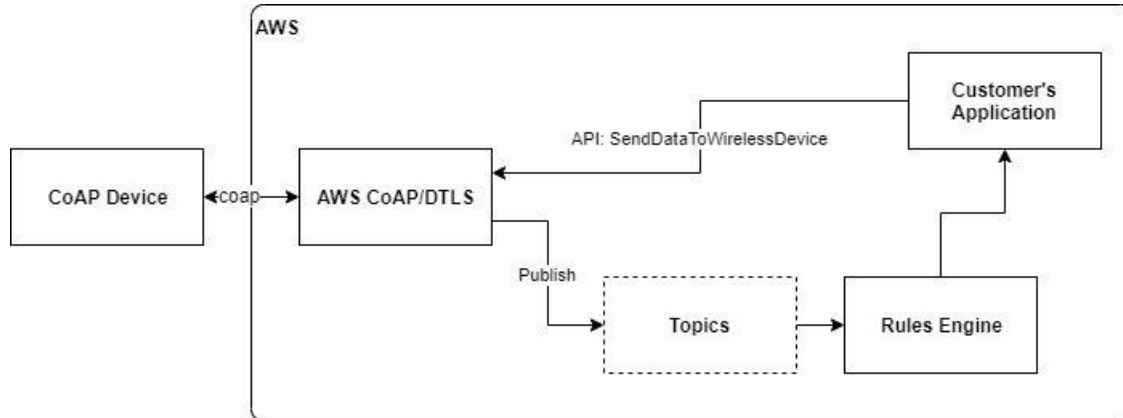 AWS
Customer's
Application
API: SendDataToWirelessDevice
CoAP Device
coap
AWS CoAP/DTLS
Publish
Topics
Rules Engine